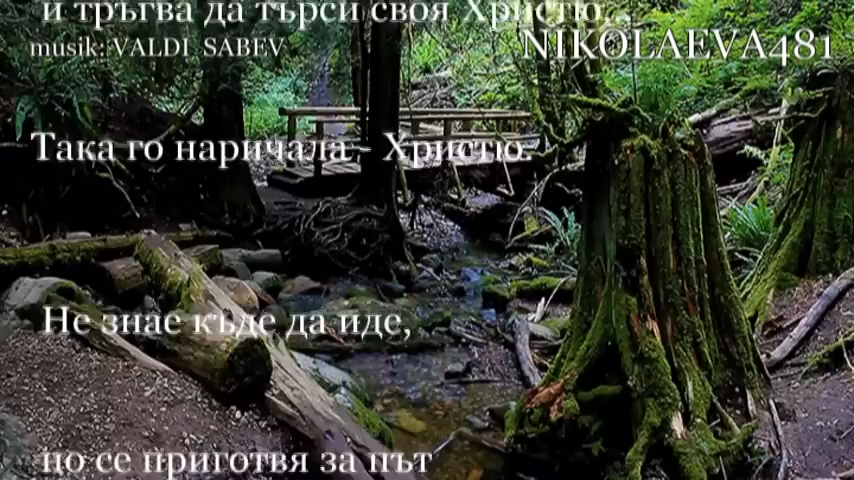 и тръгва да търси своя Христю...
musik: VALDI SABEV
NIKOLAEVA481
Така го наричала - Христю.
Не знае къде да иде,
но се приготвя за път